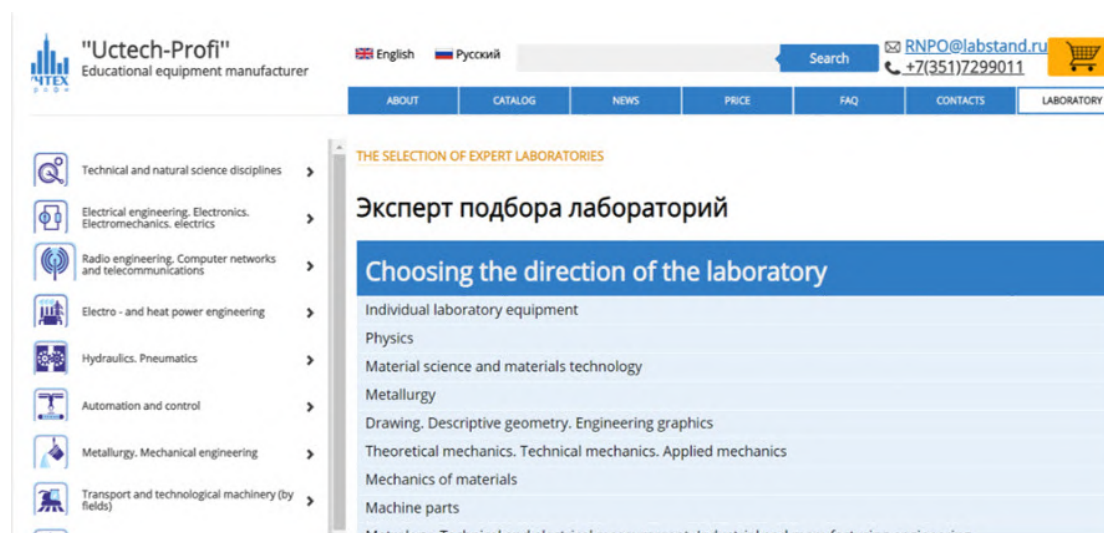 "Uctech-Profi"
Educational equipment manufacturer
English
Русский
Search
RNPO@labstand.ru
+7(351)7299011
ABOUT
CATALOG
NEWS
PRICE
FAQ
CONTACTS
LABORATORY
Technical and natural science disciplines
Electrical engineering. Electronics.
Electromechanics. electrics
Radio engineering. Computer networks
and telecommunications
Electro - and heat power engineering
Hydraulics. Pneumatics
Automation and control
Metallurgy. Mechanical engineering
Transport and technological machinery (by
fields)
THE SELECTION OF EXPERT LABORATORIES
Эксперт подбора лабораторий
Choosing the direction of the laboratory
Individual laboratory equipment
Physics
Material science and materials technology
Metallurgy
Drawing. Descriptive geometry. Engineering graphics
Theoretical mechanics. Technical mechanics. Applied mechanics
Mechanics of materials
Machine parts